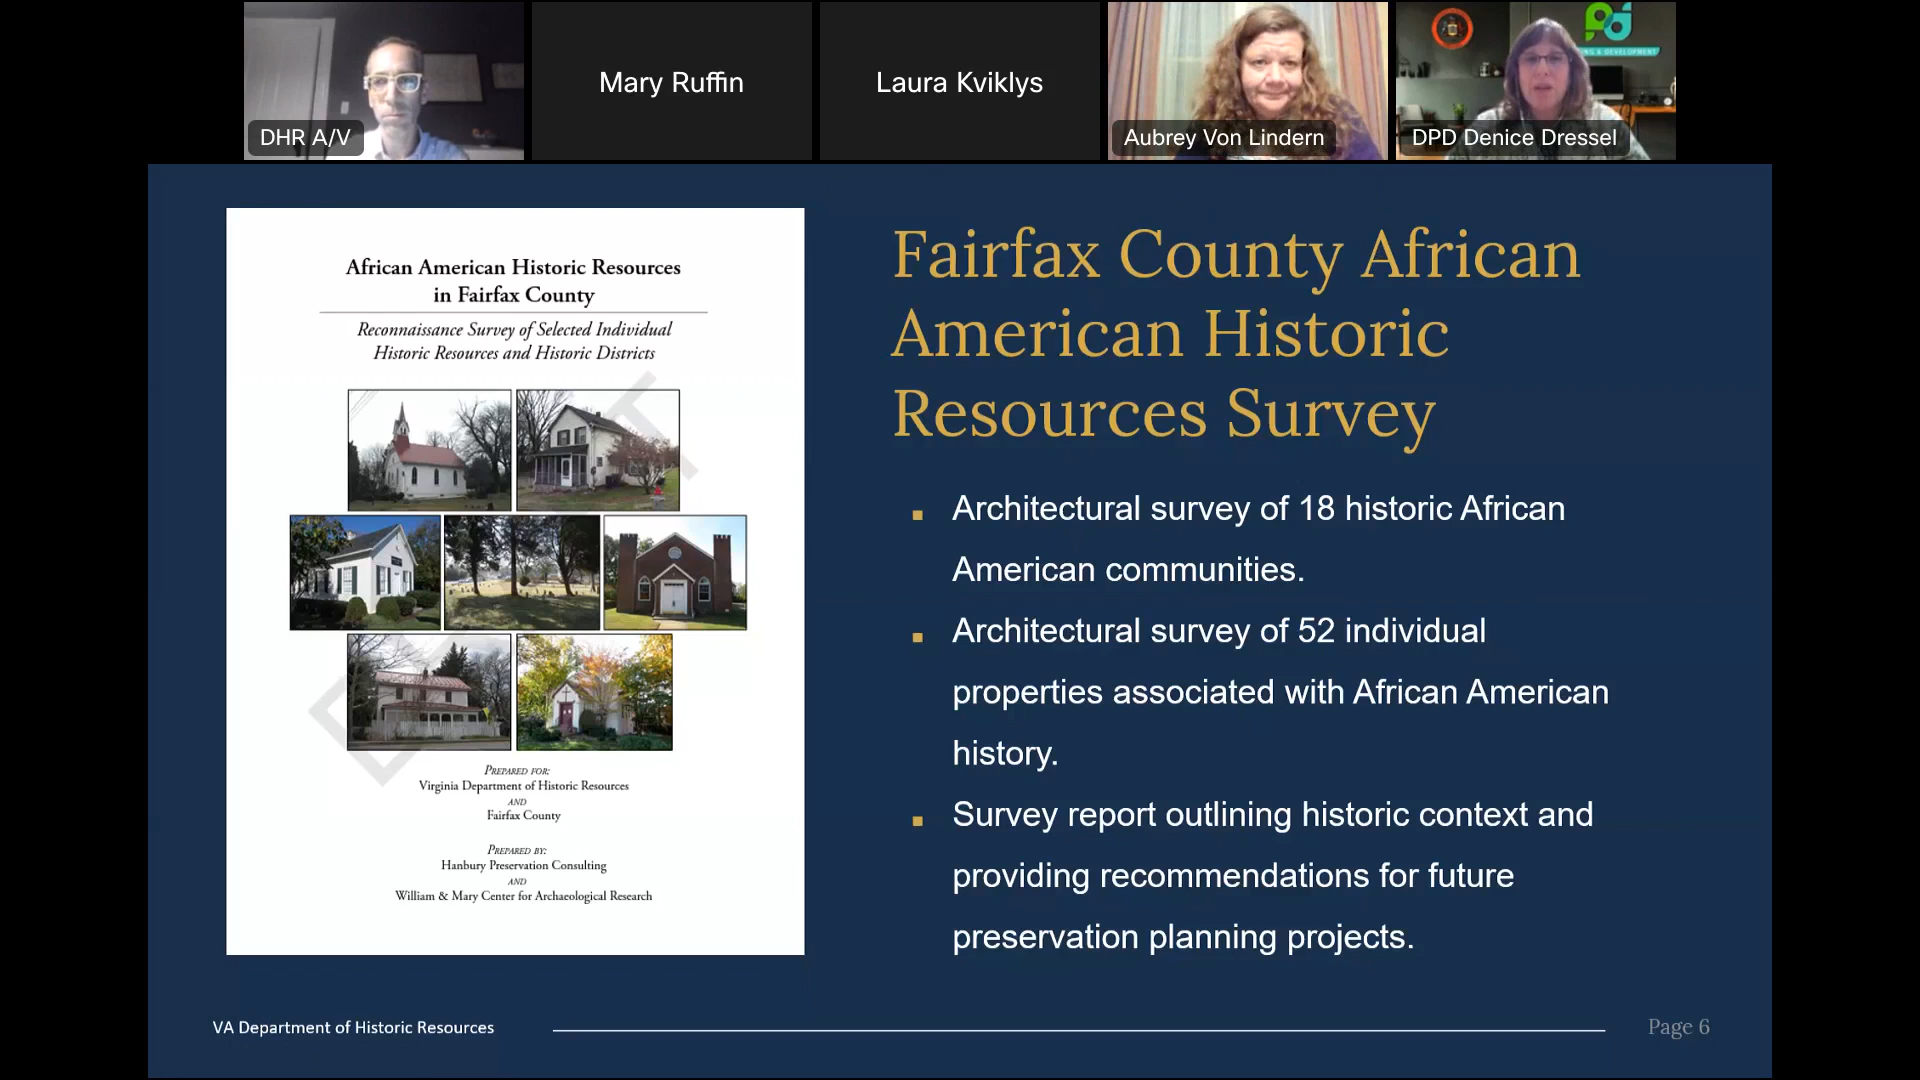 Mary Ruffin
Laura Kviklys
DHR A/V
Aubrey Von Lindern
DPD Denice Dressel
African American Historic Resources
in Fairfax County
Reconnaissance Survey of Selected Individual
Historic Resources and Historic Districts
PREPARED FOR:
Virginia Department of Historic Resources
AND
Fairfax County
PREPARED BY:
Hanbury Preservation Consulting
AND
William & Mary Center for Archaeological Research
Fairfax County African
American Historic
Resources Survey
Architectural survey of 18 historic African
American communities.
Architectural survey of 52 individual
properties associated with African American
history.
Survey report outlining historic context and
providing recommendations for future
preservation planning projects.
VA Department of Historic Resources
Page 6